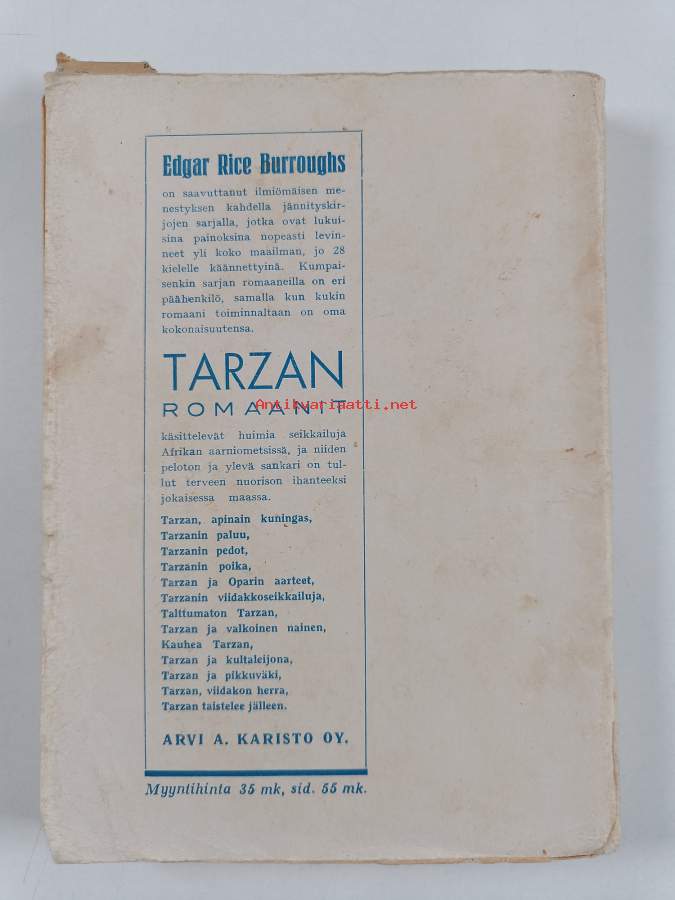 Edgar Rice Burroughs
on saavuttanut ilmiömäisen me-
nestyksen kahdella jännityskir-
jojen sarjalla, jotka ovat lukui-
sina painoksina nopeasti levin-
neet yli koko maailman, jo 28
kielelle käännettyinä. Kumpai-
senkin sarjan romaaneilla on eri
päähenkilö, samalla kun kukin
romaani toiminnaltaan on oma
kokonaisuutensa.
TARZAN
ROMAANIT
Antikvariaatti.net
käsittelevät huimia seikkailuja
Afrikan aarniometsissä, ja niiden
peloton ja ylevä sankari on tul-
lut terveen nuorison ihanteeksi
jokaisessa maassa.
Tarzan, apinain kuningas,
Tarzanin paluu,
Tarzanin pedot,
Tarzanin poika,
Tarzan ja Oparin aarteet,
Tarzanin viidakkoseikkailuja,
Talttumaton Tarzan,
Tarzan ja valkoinen nainen,
Kauhea Tarzan,
Tarzan ja kultaleijona,
Tarzan ja pikkuväki,
Tarzan, viidakon herra,
Tarzan taistelee jälleen.
ARVI A. KARISTO OY.
Myyntihinta 35 mk, sid. 55 mk.